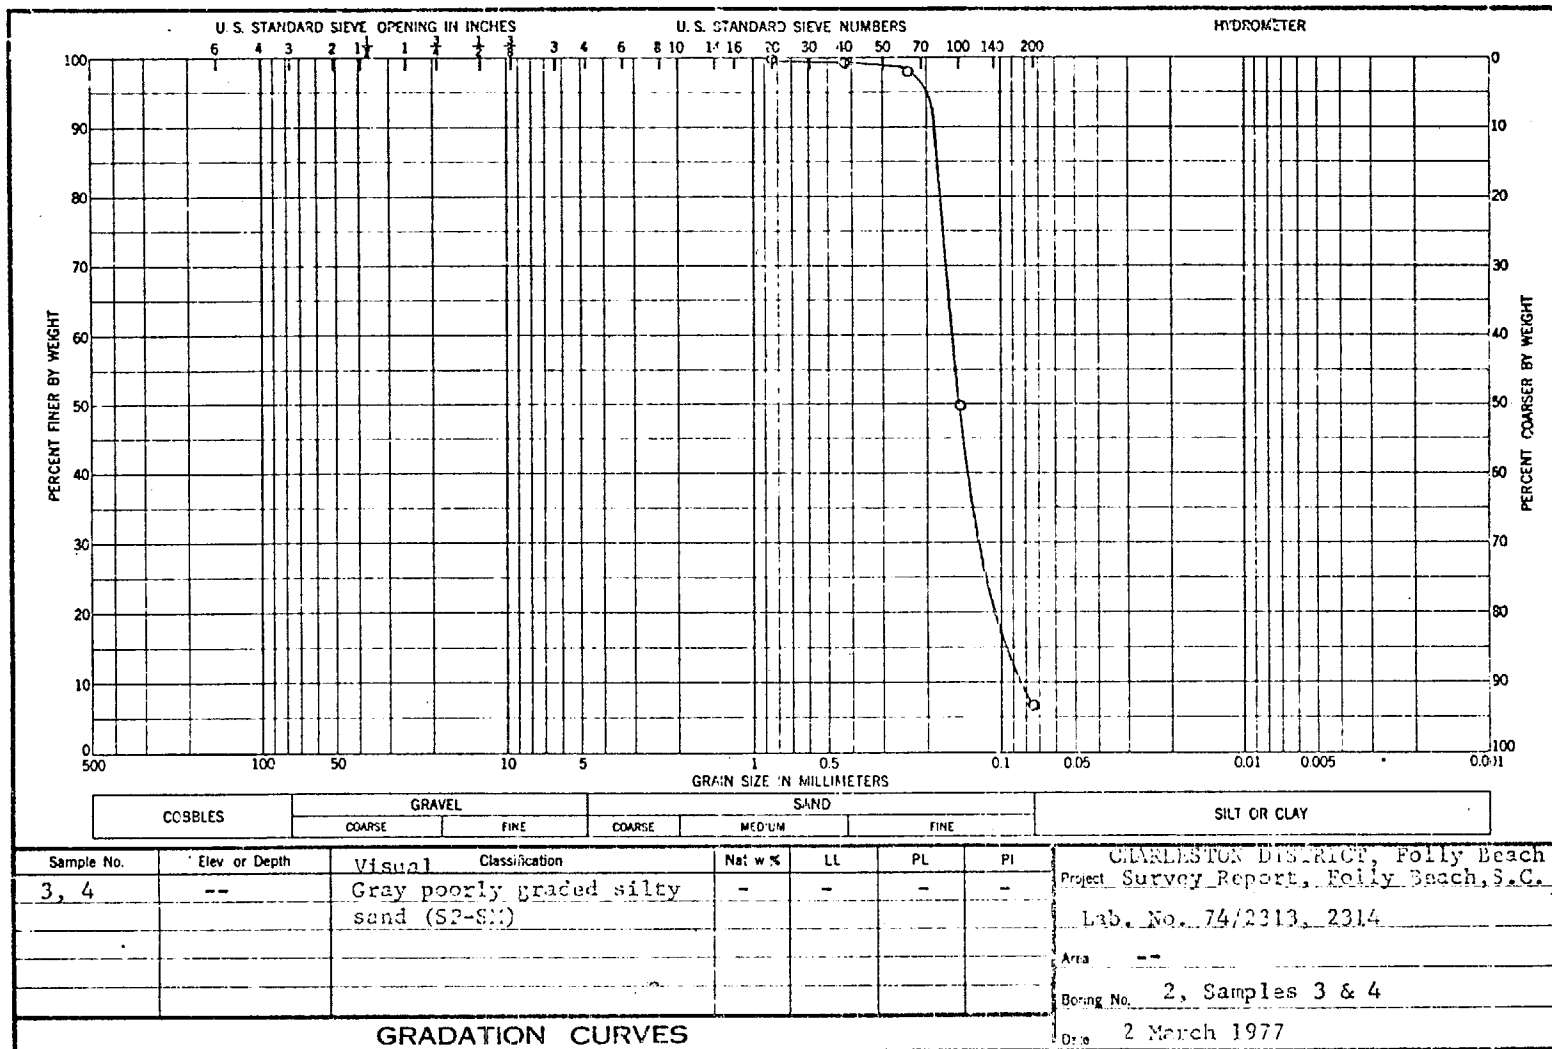 U. S. STANDARD SIEVE OPENING IN INCHES U. S. STANDARD SIEVE NUMBERS HYDROMETER
6 4 3 2 1½ 1 ¾ ½ ⅜ 3 4 6 8 10 14 16 20 30 40 50 70 100 140 200
100 0
90 10
80 20
70 30
60 40
50 50
40 60
30 70
20 80
10 90
0 100
PERCENT FINER BY WEIGHT
PERCENT COARSER BY WEIGHT
500 100 50 10 5 1 0.5 0.1 0.05 0.01 0.005 0.001
GRAIN SIZE IN MILLIMETERS
COBBLES GRAVEL SAND SILT OR CLAY
COARSE FINE COARSE MEDIUM FINE
Sample No. Elev or Depth Visual Classification Nat w % LL PL PI
3, 4 -- Gray poorly graded silty - - - -
sand (SP-SM)
CHARLESTON DISTRICT, Folly Beach
Project Survey Report, Folly Beach, S.C.
Lab. No. 74/2313, 2314
Area --
Boring No. 2, Samples 3 & 4
Date 2 March 1977
GRADATION CURVES